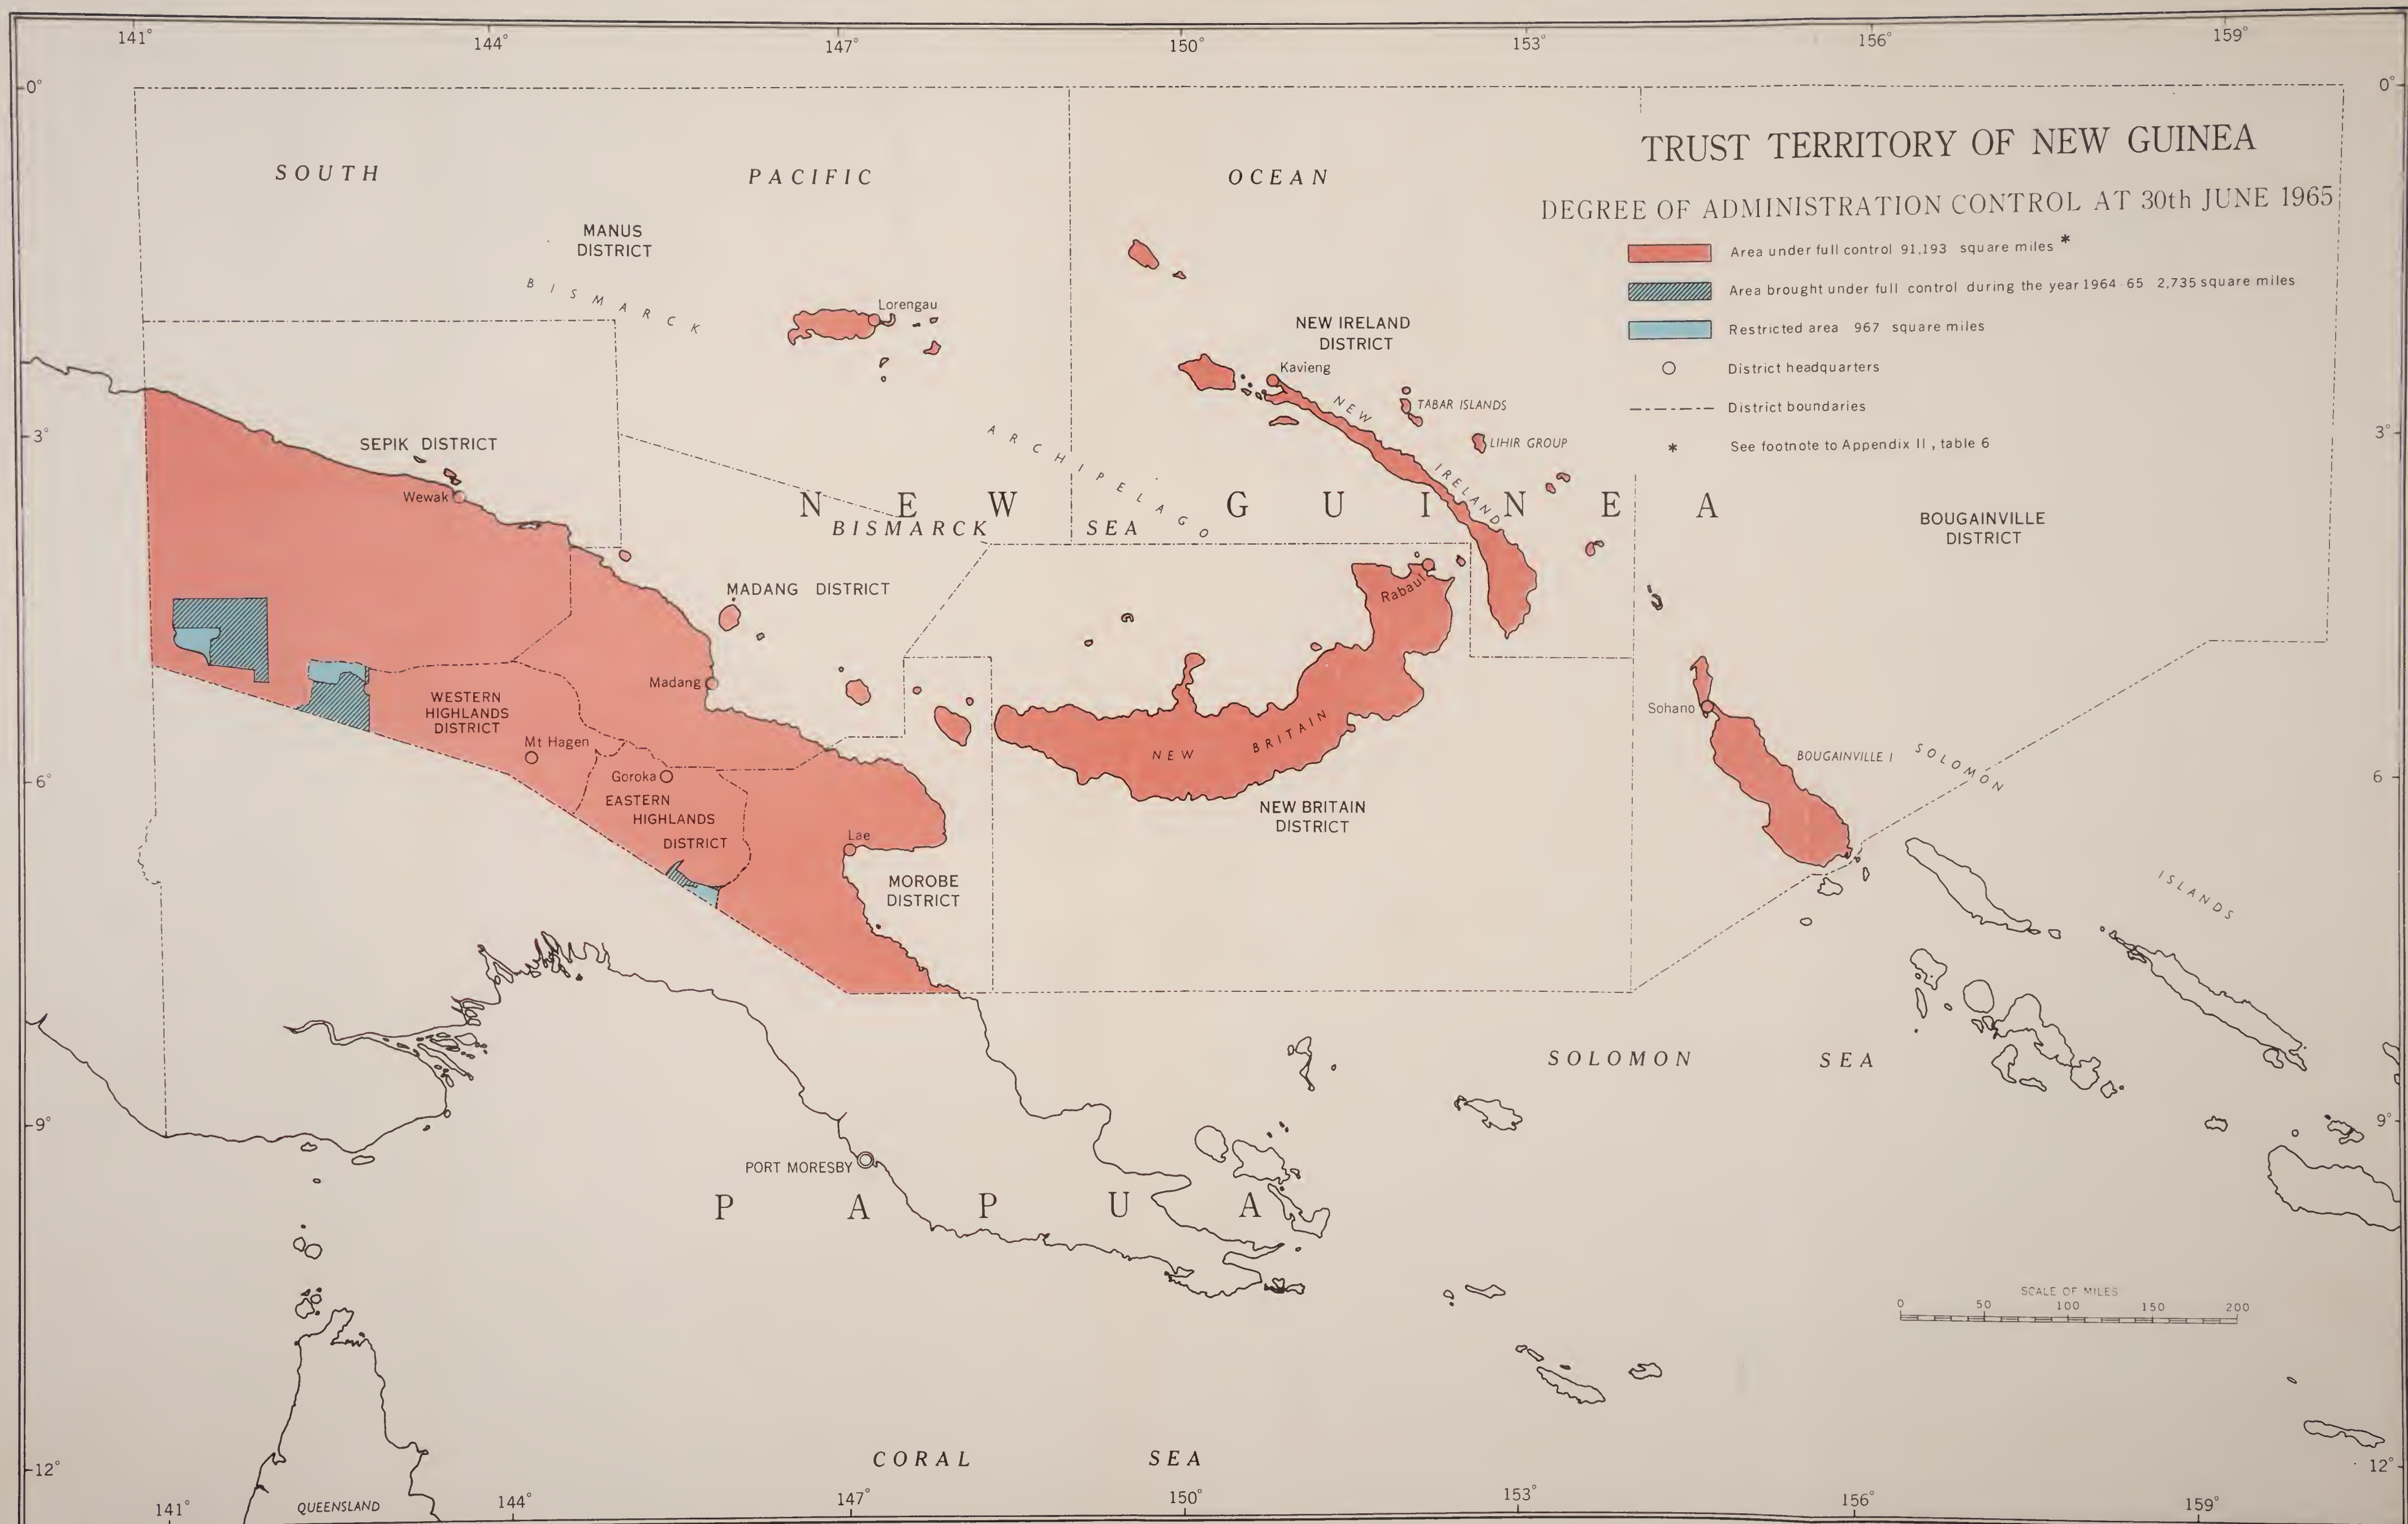 141° 144° 147° 150° 153° 156° 159°
0° 0°
TRUST TERRITORY OF NEW GUINEA
DEGREE OF ADMINISTRATION CONTROL AT 30th JUNE 1965
Area under full control 91,193 square miles *
Area brought under full control during the year 1964-65 2,735 square miles
Restricted area 967 square miles
District headquarters
District boundaries
* See footnote to Appendix II, table 6
SOUTH PACIFIC OCEAN
MANUS
DISTRICT
BISMARCK
Lorengau
NEW IRELAND
DISTRICT
Kavieng
NEW
TABAR ISLANDS
3° 3°
ARCHIPELAGO
LIHIR GROUP
SEPIK DISTRICT
IRELAND
Wewak
NEW GUINEA
BISMARCK SEA
BOUGAINVILLE
DISTRICT
MADANG DISTRICT
Rabaul
Madang
WESTERN
HIGHLANDS
DISTRICT
Sohano
Mt Hagen
NEW BRITAIN
BOUGAINVILLE I
SOLOMON
6° 6
Goroka
EASTERN
HIGHLANDS
DISTRICT
NEW BRITAIN
DISTRICT
Lae
MOROBE
DISTRICT
ISLANDS
SOLOMON SEA
9° 9°
PORT MORESBY
PAPUA
SCALE OF MILES
0 50 100 150 200
CORAL SEA
12° 12°
QUEENSLAND
141° 144° 147° 150° 153° 156° 159°